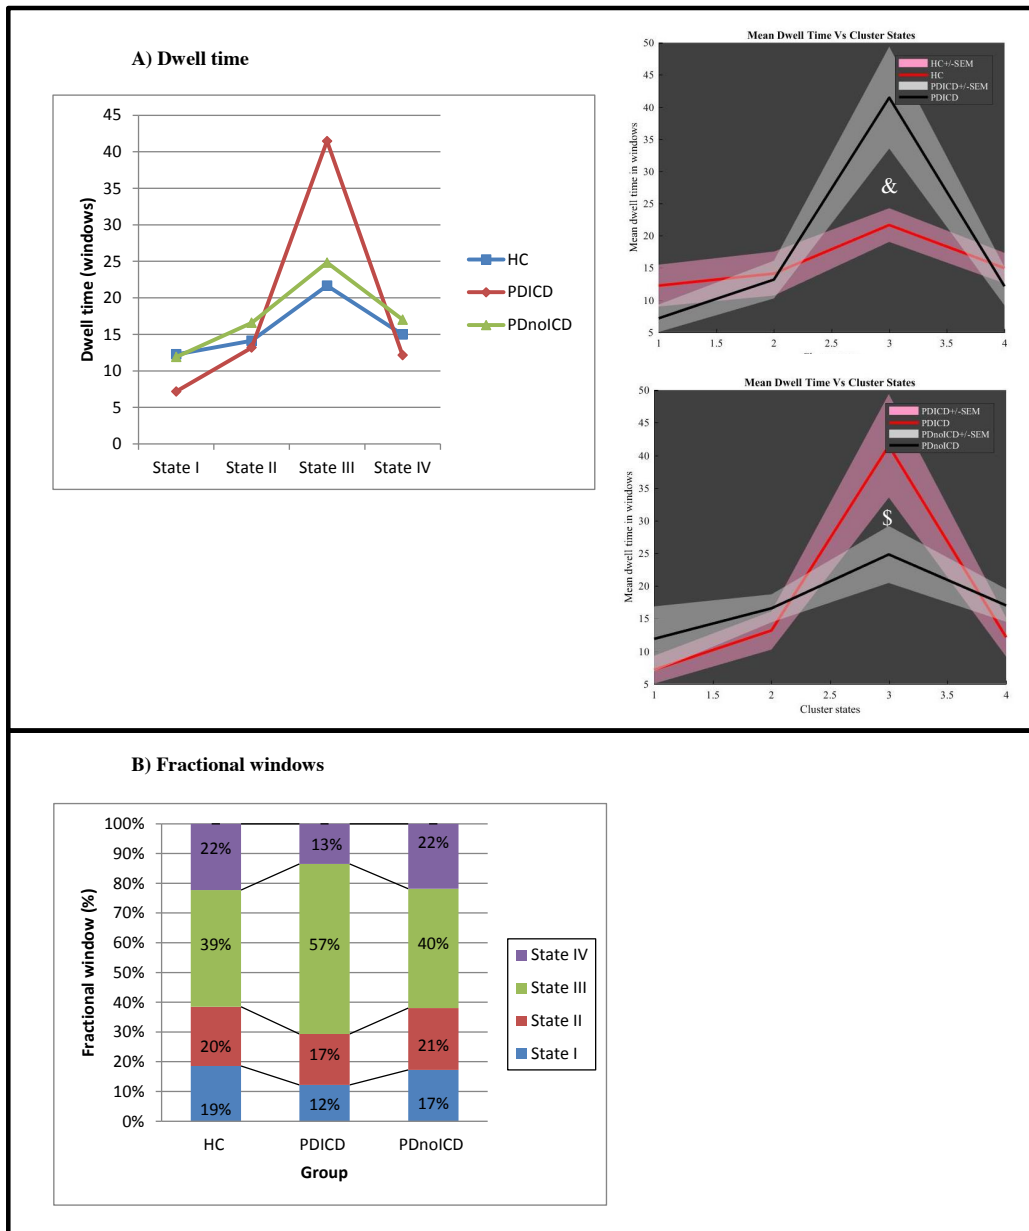 A) Dwell time
45
40
35
30
25
20
15
10
5
0
Dwell time (windows)
State I
State II
State III
State IV
HC
PDICD
PDnoICD
Mean Dwell Time Vs Cluster States
50
45
40
35
30
25
20
15
10
5
Mean dwell time in windows
HC+/-SEM
HC
PDICD+/-SEM
PDICD
&
1
1.5
2
2.5
3
3.5
4
Mean Dwell Time Vs Cluster States
50
45
40
35
30
25
20
15
10
5
Mean dwell time in windows
PDICD+/-SEM
PDICD
PDnoICD+/-SEM
PDnoICD
$
1
1.5
2
2.5
3
3.5
4
Cluster states
B) Fractional windows
100%
90%
80%
70%
60%
50%
40%
30%
20%
10%
0%
Fractional window (%)
22%
13%
22%
39%
57%
40%
20%
17%
21%
19%
12%
17%
HC
PDICD
PDnoICD
Group
State IV
State III
State II
State I